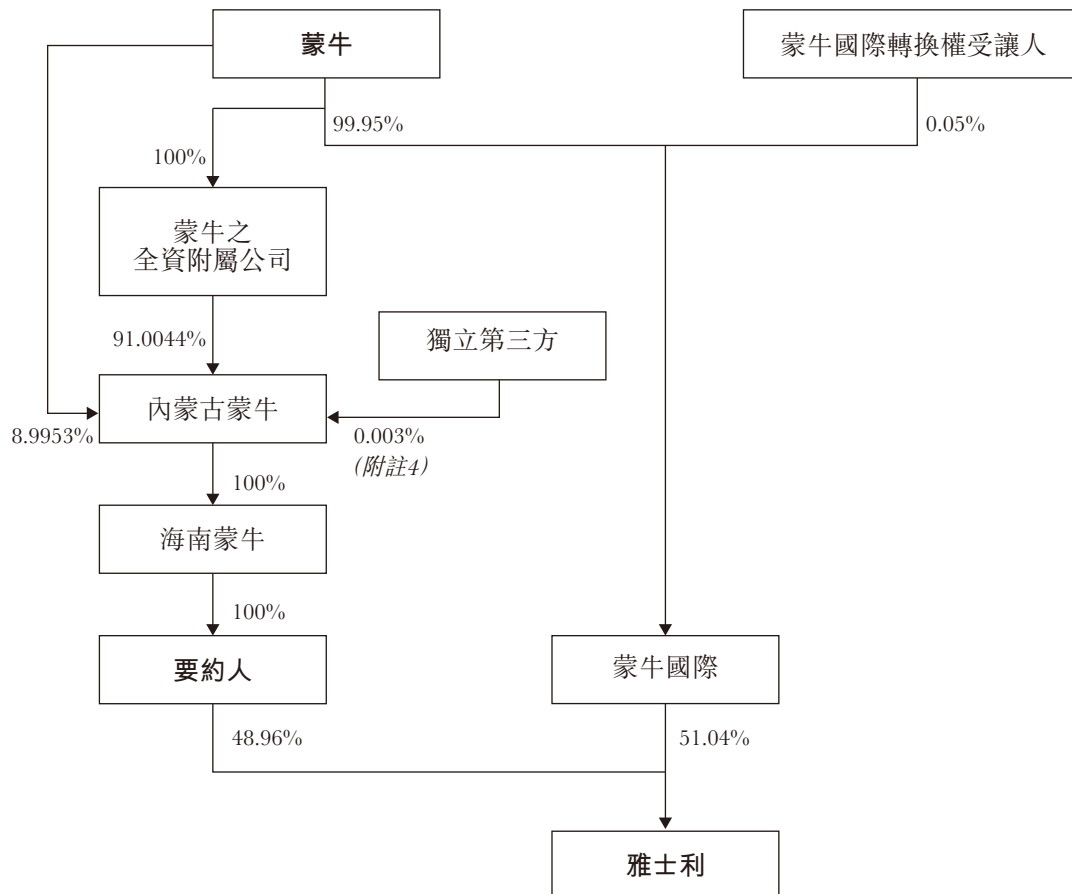 蒙牛
蒙牛國際轉換權受讓人
99.95%
0.05%
100%
蒙牛之
全資附屬公司
91.0044%
獨立第三方
內蒙古蒙牛
8.9953%
0.003%
(附註4)
100%
海南蒙牛
100%
要約人
蒙牛國際
48.96%
51.04%
雅士利